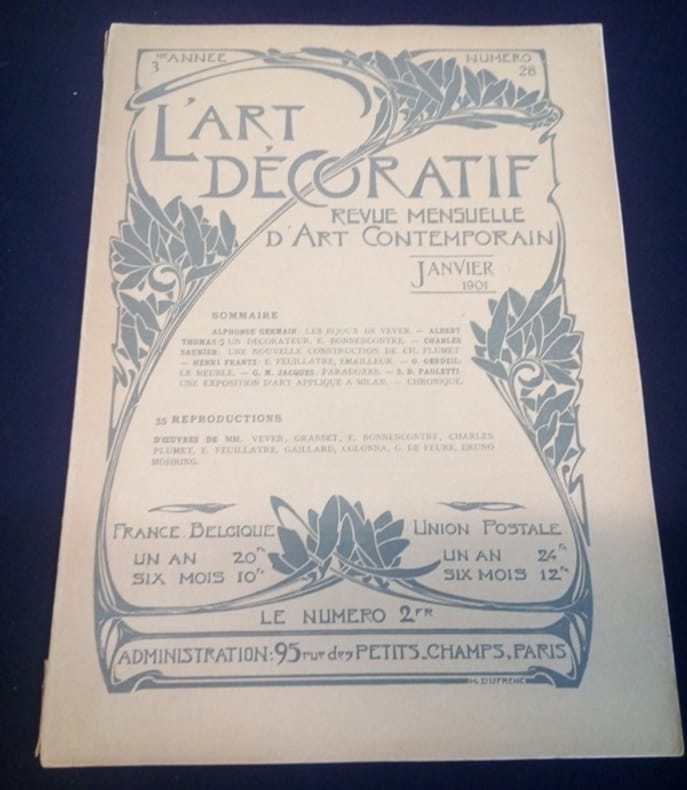 3ME ANNEE
NUMERO 28
L'ART
DÉCORATIF
REVUE MENSUELLE
D'ART CONTEMPORAIN
JANVIER
1901
SOMMAIRE
ALPHONSE GERMAIN: LES BIJOUX DE VEVER. — ALBERT
THOMAS : UN DÉCORATEUR, E. BONNENCONTRE. — CHARLES
SAUNIER: UNE NOUVELLE CONSTRUCTION DE CH. PLUMET
— HENRI FRANTZ: E. FEUILLATRE, EMAILLEUR. — O. GERDEIL:
LE MEUBLE. — G. M. JACQUES: PARADOXES. — S. D. PAOLETTI:
UNE EXPOSITION D'ART APPLIQUE A MILAN. — CHRONIQUE.
55 REPRODUCTIONS
D'ŒUVRES DE MM. VEVER, GRASSET, E. BONNENCONTRE, CHARLES
PLUMET, E. FEUILLATRE, GAILLARD, COLONNA, G. DE FEURE, BRUNO
MÖHRING.
FRANCE. BELGIQUE
UN AN 20FR
SIX MOIS 10FR
UNION POSTALE
UN AN 24FR
SIX MOIS 12FR
LE NUMERO 2FR
ADMINISTRATION: 95 rue des PETITS-CHAMPS, PARIS
M. DUFRENE